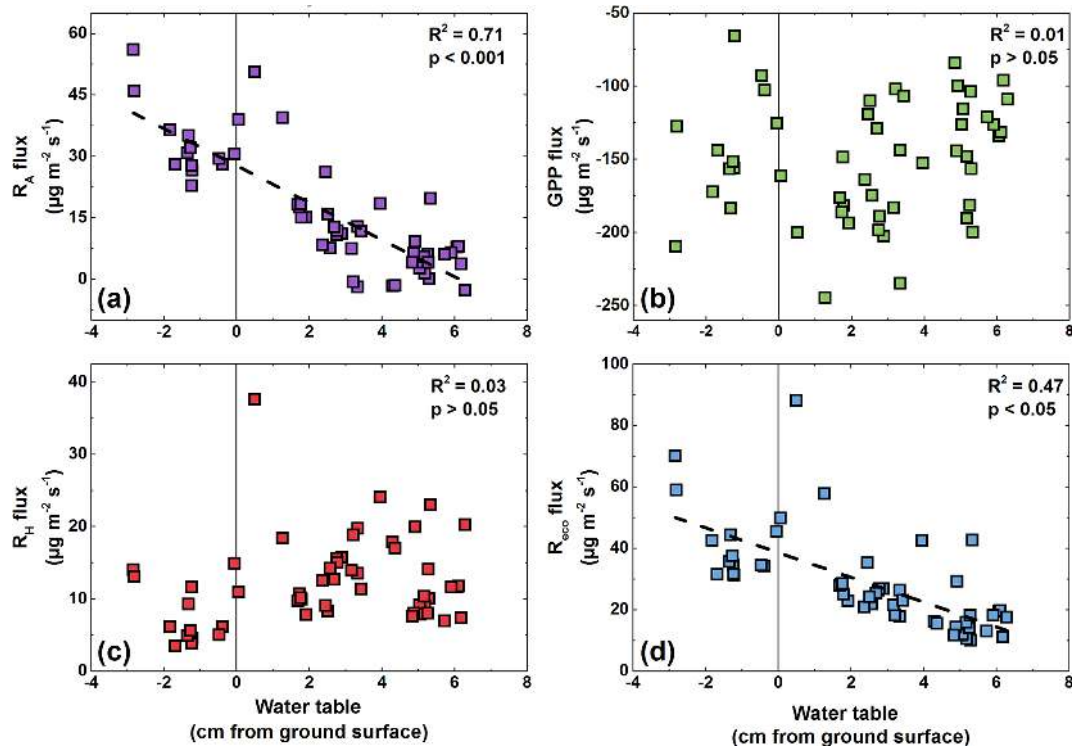 R² = 0.71
p < 0.001
60
45
30
15
0
R_A flux
(µg m⁻² s⁻¹)
(a)
-4 -2 0 2 4 6 8
R² = 0.01
p > 0.05
-50
-100
-150
-200
-250
GPP flux
(µg m⁻² s⁻¹)
(b)
-4 -2 0 2 4 6 8
R² = 0.03
p > 0.05
40
30
20
10
0
R_H flux
(µg m⁻² s⁻¹)
(c)
-4 -2 0 2 4 6 8
Water table
(cm from ground surface)
R² = 0.47
p < 0.05
100
80
60
40
20
0
R_eco flux
(µg m⁻² s⁻¹)
(d)
-4 -2 0 2 4 6 8
Water table
(cm from ground surface)